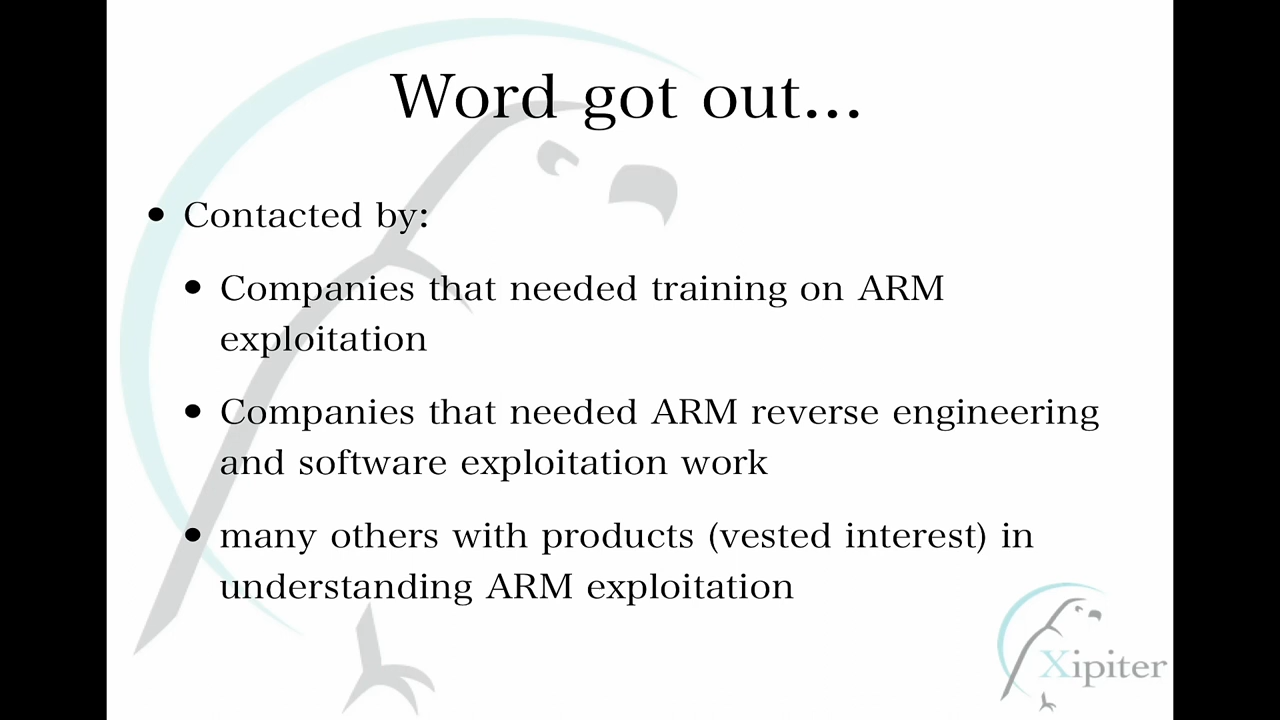 Word got out...
• Contacted by:
• Companies that needed training on ARM
exploitation
• Companies that needed ARM reverse engineering
and software exploitation work
• many others with products (vested interest) in
understanding ARM exploitation
Xipiter